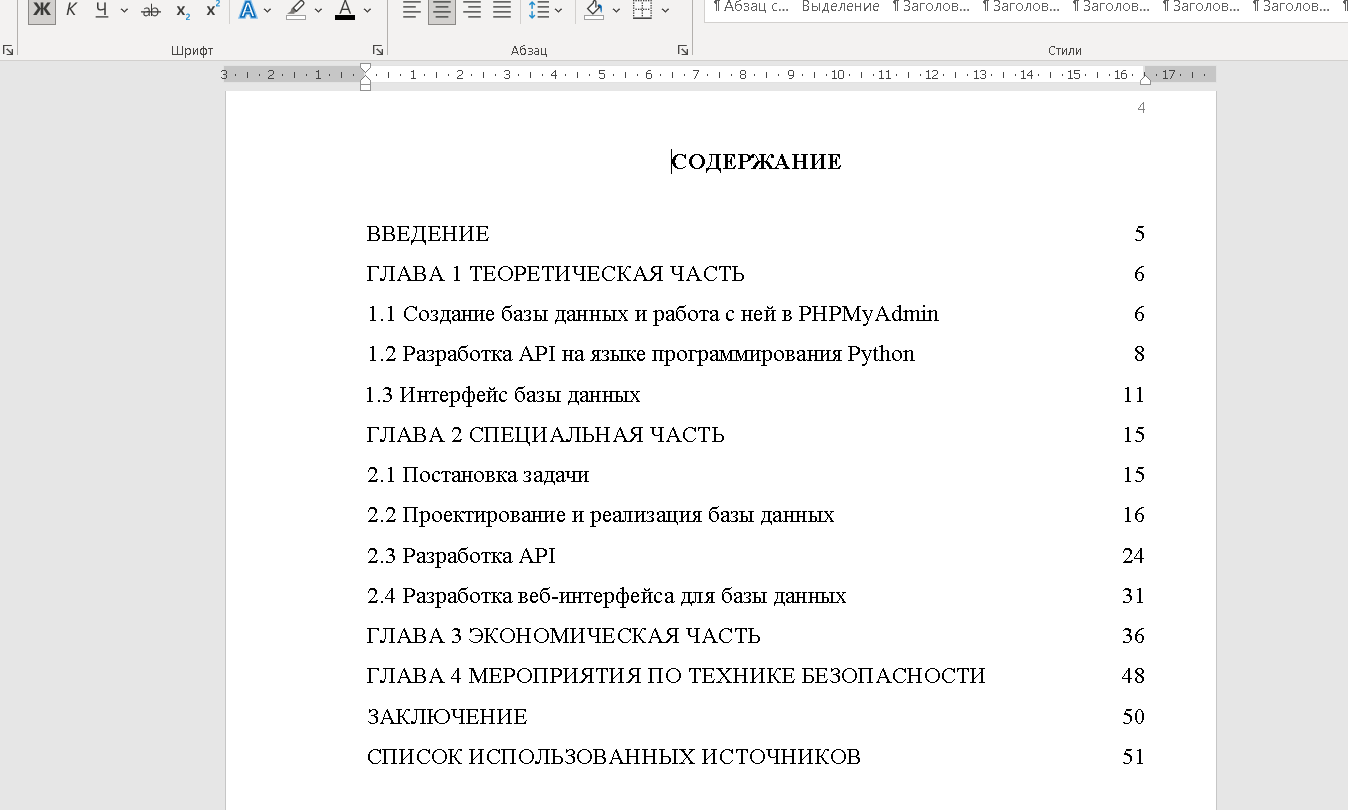 Ж К Ч ab x₂ x² A A
¶ Абзац с... Выделение ¶ Заголов... ¶ Заголов... ¶ Заголов... ¶ Заголов... ¶ Заголов...
Шрифт Абзац Стили
3 2 1 1 2 3 4 5 6 7 8 9 10 11 12 13 14 15 16 17
4
СОДЕРЖАНИЕ
ВВЕДЕНИЕ 5
ГЛАВА 1 ТЕОРЕТИЧЕСКАЯ ЧАСТЬ 6
1.1 Создание базы данных и работа с ней в PHPMyAdmin 6
1.2 Разработка API на языке программирования Python 8
1.3 Интерфейс базы данных 11
ГЛАВА 2 СПЕЦИАЛЬНАЯ ЧАСТЬ 15
2.1 Постановка задачи 15
2.2 Проектирование и реализация базы данных 16
2.3 Разработка API 24
2.4 Разработка веб-интерфейса для базы данных 31
ГЛАВА 3 ЭКОНОМИЧЕСКАЯ ЧАСТЬ 36
ГЛАВА 4 МЕРОПРИЯТИЯ ПО ТЕХНИКЕ БЕЗОПАСНОСТИ 48
ЗАКЛЮЧЕНИЕ 50
СПИСОК ИСПОЛЬЗОВАННЫХ ИСТОЧНИКОВ 51